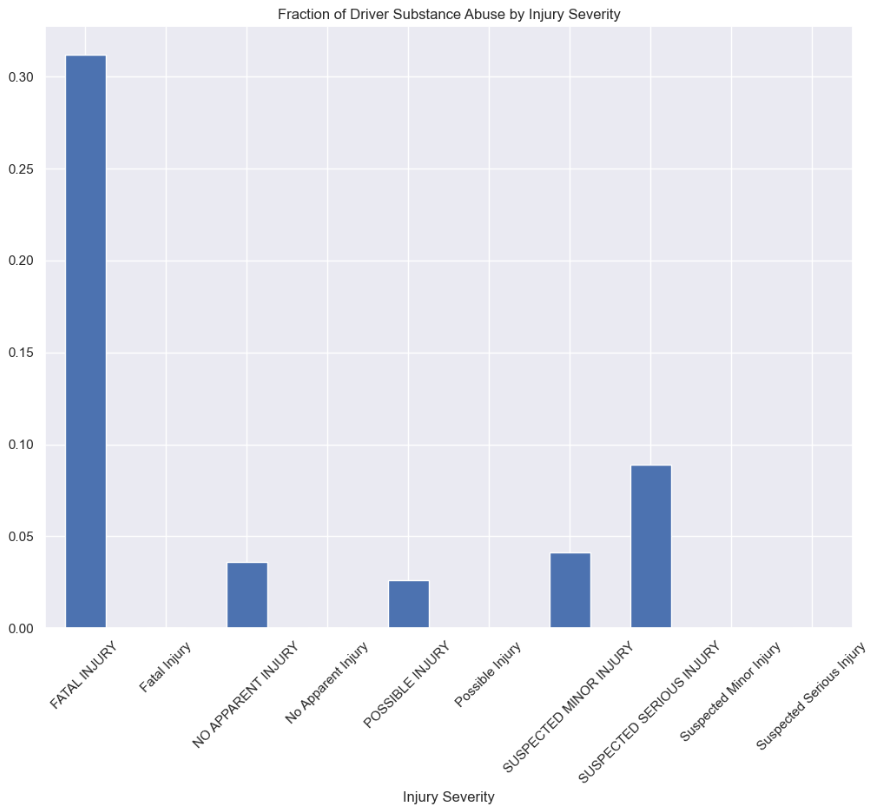 Fraction of Driver Substance Abuse by Injury Severity
0.30
0.25
0.20
0.15
0.10
0.05
0.00
FATAL INJURY
Fatal Injury
NO APPARENT INJURY
No Apparent Injury
POSSIBLE INJURY
Possible Injury
SUSPECTED MINOR INJURY
SUSPECTED SERIOUS INJURY
Suspected Minor Injury
Suspected Serious Injury
Injury Severity